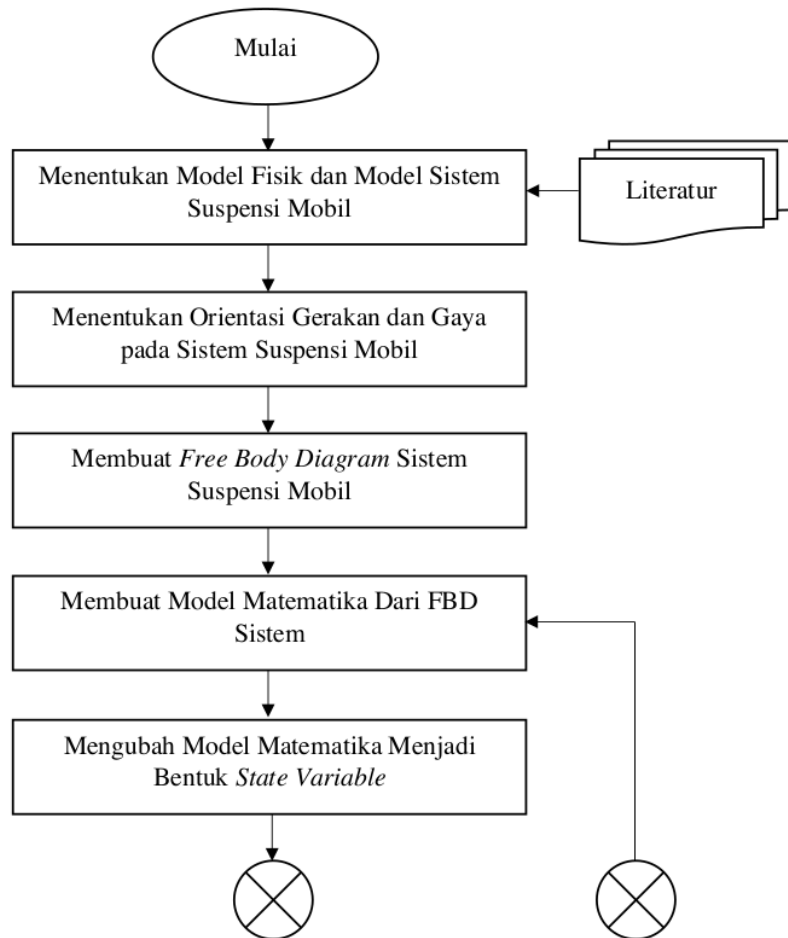 Mulai
Menentukan Model Fisik dan Model Sistem
Suspensi Mobil
Literatur
Menentukan Orientasi Gerakan dan Gaya
pada Sistem Suspensi Mobil
Membuat Free Body Diagram Sistem
Suspensi Mobil
Membuat Model Matematika Dari FBD
Sistem
Mengubah Model Matematika Menjadi
Bentuk State Variable